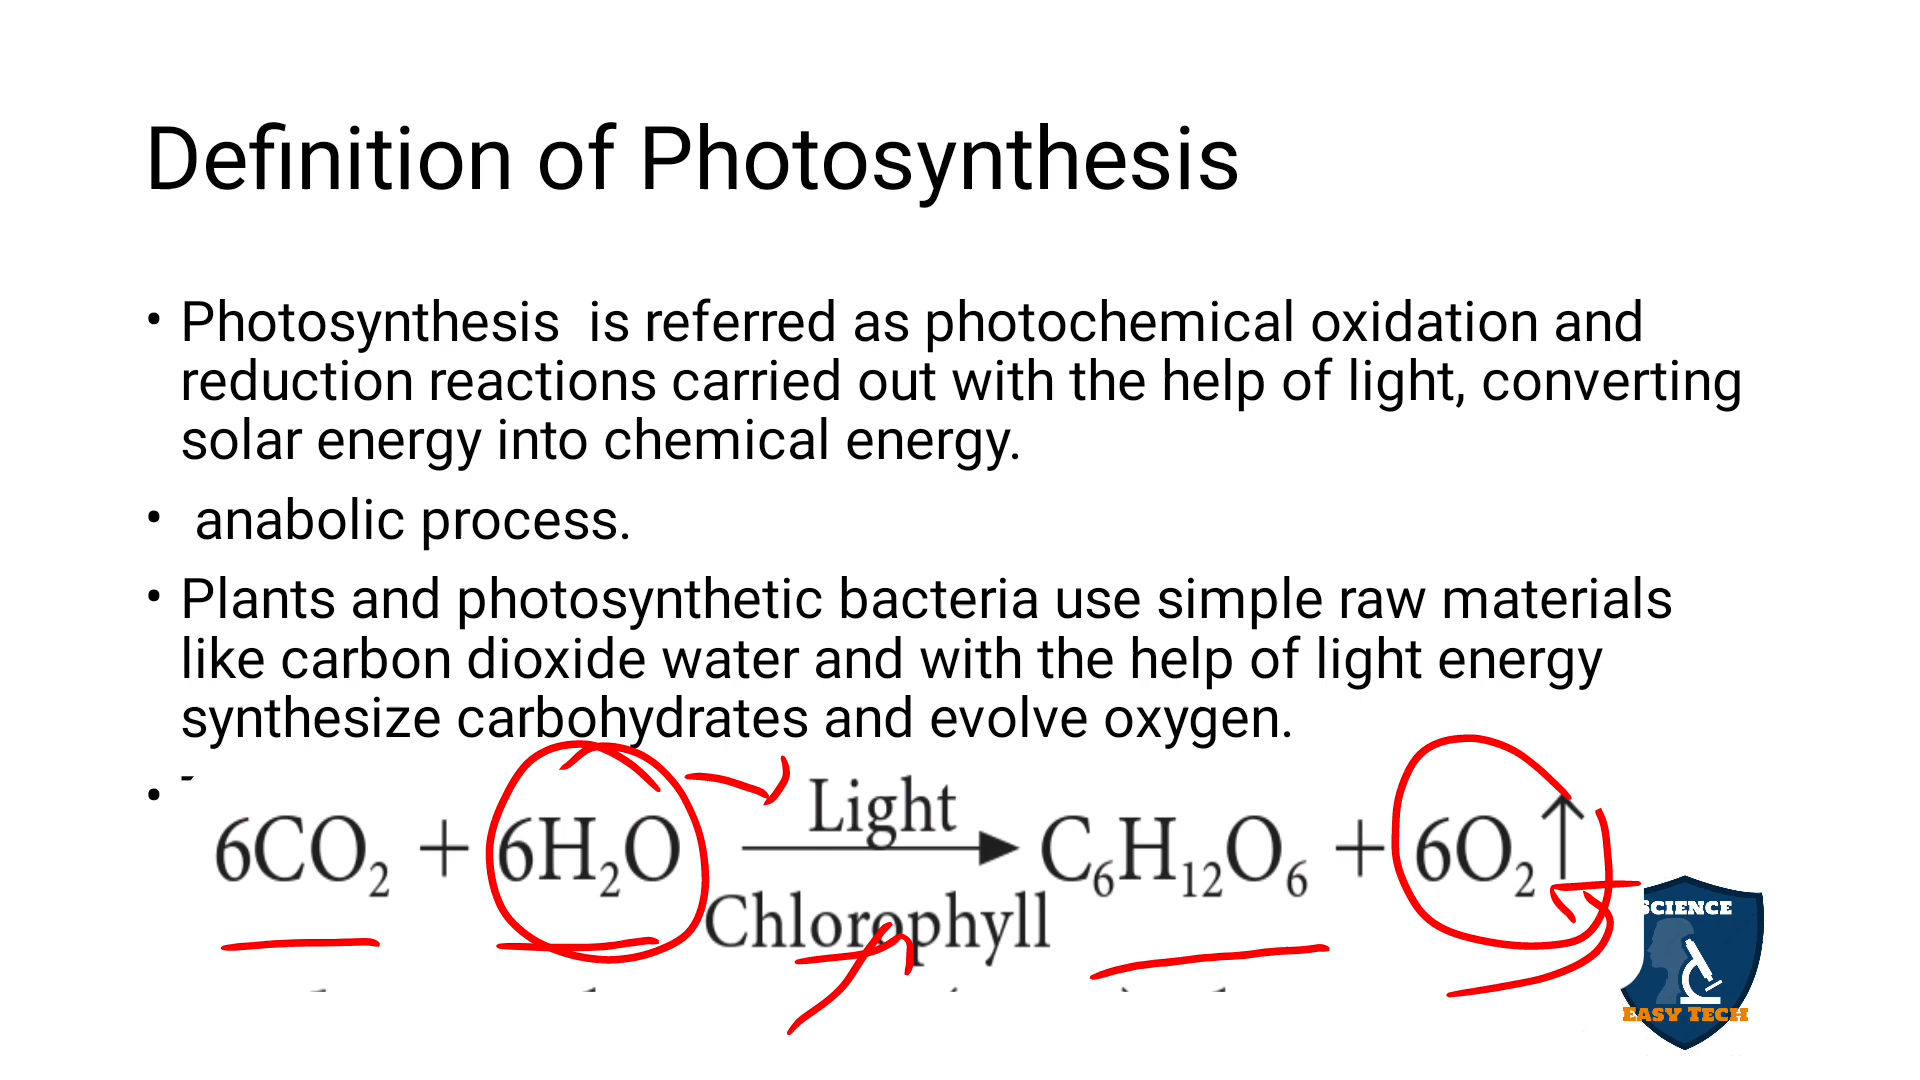 Definition of Photosynthesis
• Photosynthesis  is referred as photochemical oxidation and
reduction reactions carried out with the help of light, converting
solar energy into chemical energy.
•  anabolic process.
• Plants and photosynthetic bacteria use simple raw materials
like carbon dioxide water and with the help of light energy
synthesize carbohydrates and evolve oxygen.
•
Light
6CO₂ + 6H₂O ⟶ C₆H₁₂O₆ + 6O₂↑
Chlorophyll
SCIENCE
EASY TECH